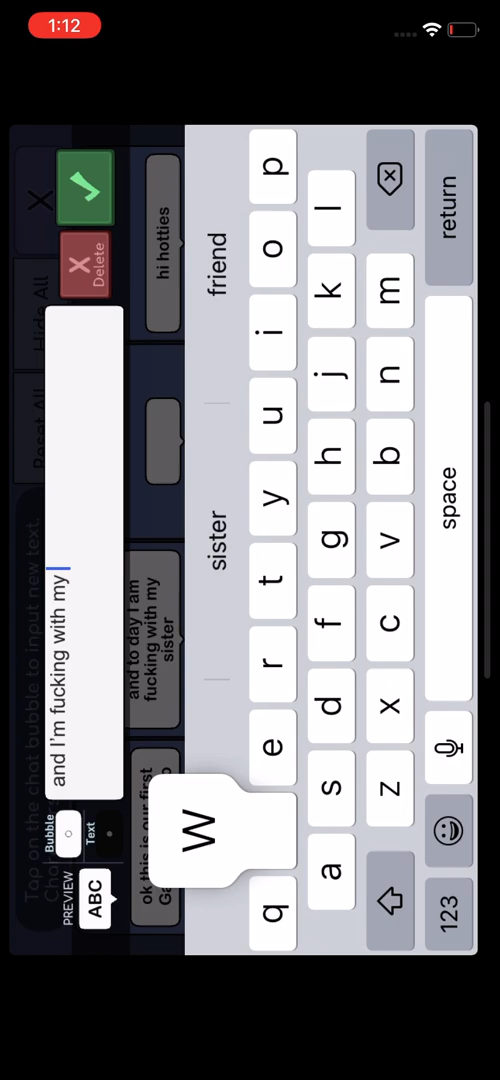 1:12
X
Hide All
Reset All
Tap on the chat bubble to input new text.
✓
X
Delete
and I'm fucking with my
Bubble
Text
PREVIEW
ABC
ok this is our first
and to day I am
fucking with my
sister
hi hotties
sister
friend
q
W
e
r
t
y
u
i
o
p
a
s
d
f
g
h
j
k
l
z
x
c
v
b
n
m
123
space
return